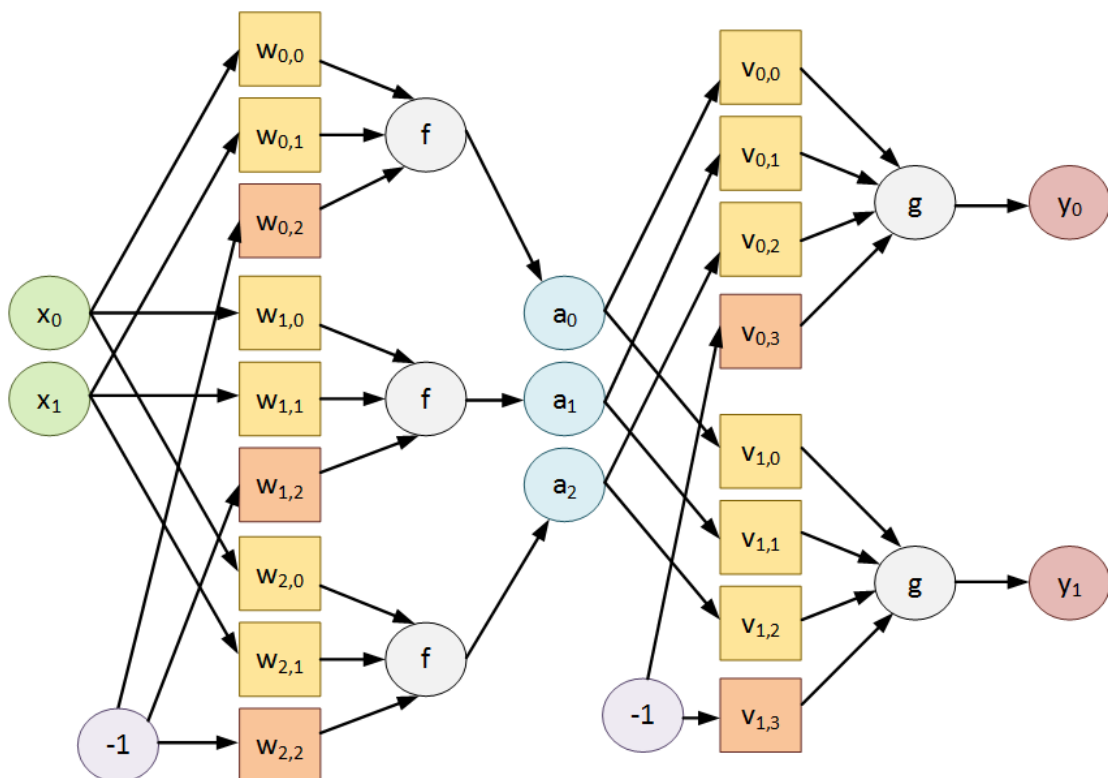 w0,0
w0,1
w0,2
w1,0
w1,1
w1,2
w2,0
w2,1
w2,2
x0
x1
-1
f
f
f
a0
a1
a2
v0,0
v0,1
v0,2
v0,3
v1,0
v1,1
v1,2
v1,3
-1
g
g
y0
y1